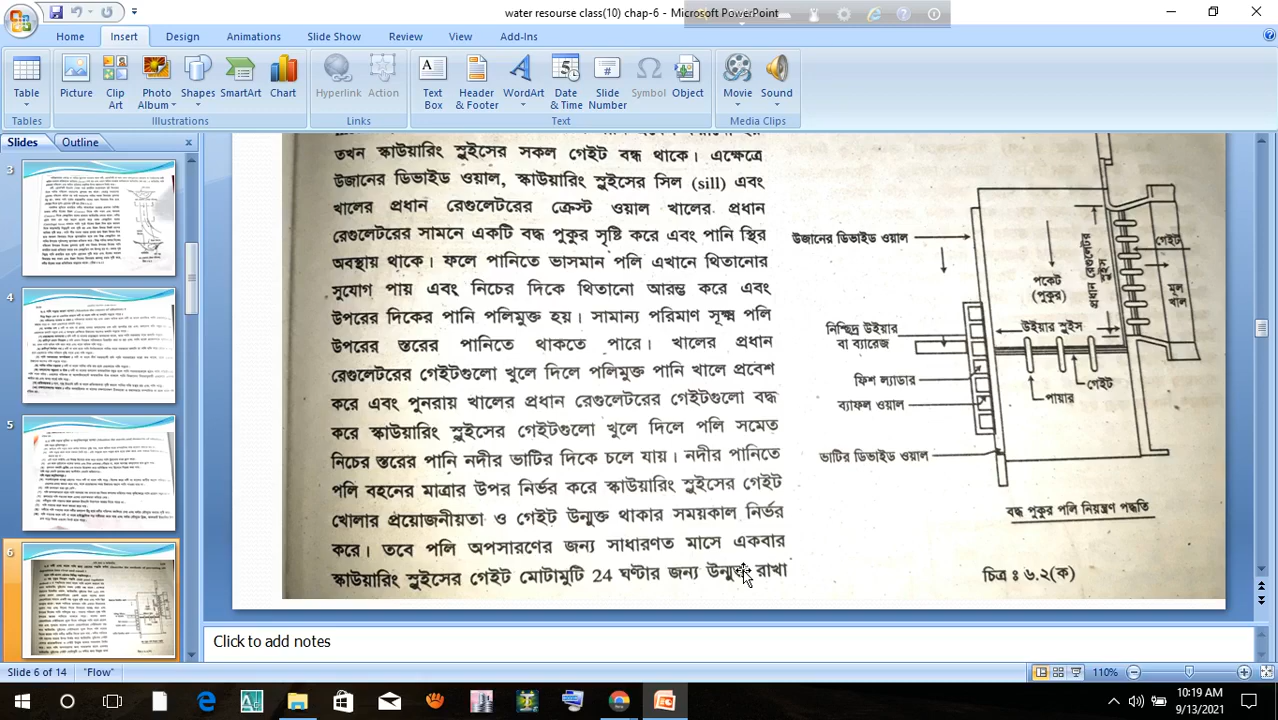 water resourse class(10) chap-6 - Microsoft PowerPoint
Home Insert Design Animations Slide Show Review View Add-Ins
Table Picture Clip Art Photo Album Shapes SmartArt Chart Hyperlink Action Text Box Header & Footer WordArt Date & Time Slide Number Symbol Object Movie Sound
Tables Illustrations Links Text Media Clips
Slides Outline
3
4
5
6
তখন স্কাউয়ারিং স্লুইসের সকল গেইট বন্ধ থাকে। এক্ষেত্রে
উজানের ডিভাইড ওয়াল, স্কাউয়ারিং স্লুইসের সিল (sill) এবং
খালের প্রধান রেগুলেটরের ক্রেস্ট ওয়াল খালের প্রধান
রেগুলেটরের সামনে একটি বদ্ধ পুকুর সৃষ্টি করে এবং পানি স্থির
অবস্থায় থাকে। ফলে পানিতে ভাসমান পলি এখানে থিতানোর
সুযোগ পায় এবং নিচের দিকে থিতানো আরম্ভ করে এবং
উপরের দিকের পানি পলিমুক্ত হয়। সামান্য পরিমাণ সূক্ষ্ম পলি
উপরের স্তরের পানিতে থাকতে পারে। খালের প্রধান
রেগুলেটরের গেইটগুলো খুলে দিলে পলিমুক্ত পানি খালে প্রবেশ
করে এবং পুনরায় খালের প্রধান রেগুলেটরের গেইটগুলো বন্ধ
করে স্কাউয়ারিং স্লুইসের গেইটগুলো খুলে দিলে পলি সমেত
নিচের স্তরের পানি নদীর ভাটির দিকে চলে যায়। নদীর পানিতে
পলি বহনের মাত্রার উপর নির্ভর করে স্কাউয়ারিং স্লুইসের গেইট
খোলার প্রয়োজনীয়তা ও গেইট উন্মুক্ত থাকার সময়কাল নির্ভর
করে। তবে পলি অপসারণের জন্য সাধারণত মাসে একবার
স্কাউয়ারিং স্লুইসের গেইট মোটামুটি 24 ঘণ্টার জন্য উন্মুক্ত রাখা
উজানের ডিভাইড ওয়াল
পকেট
(পুকুর)
প্রধান রেগুলেটর
স্লুইস
গেইট
মূল
খাল
নিশ্ছিদ্র উইয়ার
বা ব্যারেজ
উইয়ার স্লুইস
ফিশ ল্যাডার
গেইট
ব্যাফল ওয়াল
পায়ার
ভাটির ডিভাইড ওয়াল
বদ্ধ পুকুর পলি নিয়ন্ত্রণ পদ্ধতি
চিত্র ঃ ৬.২(ক)
Click to add notes
Slide 6 of 14 "Flow" 110%
10:19 AM
9/13/2021